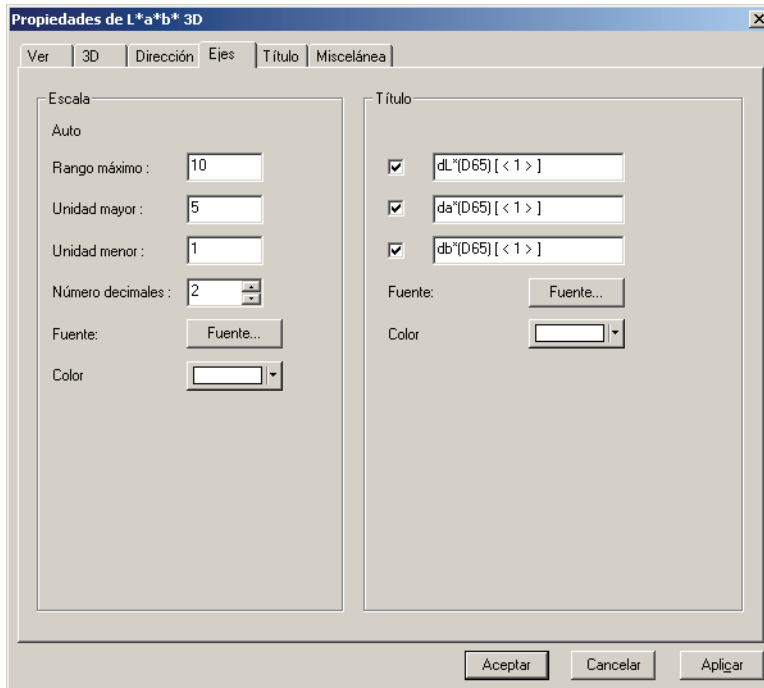 Propiedades de L*a*b* 3D
Ver 3D Dirección Ejes Título Miscelánea
Escala
Auto
Rango máximo : 10
Unidad mayor : 5
Unidad menor : 1
Número decimales : 2
Fuente: Fuente...
Color
Título
dL*(D65) [ < 1 > ]
da*(D65) [ < 1 > ]
db*(D65) [ < 1 > ]
Fuente: Fuente...
Color
Aceptar Cancelar Aplicar